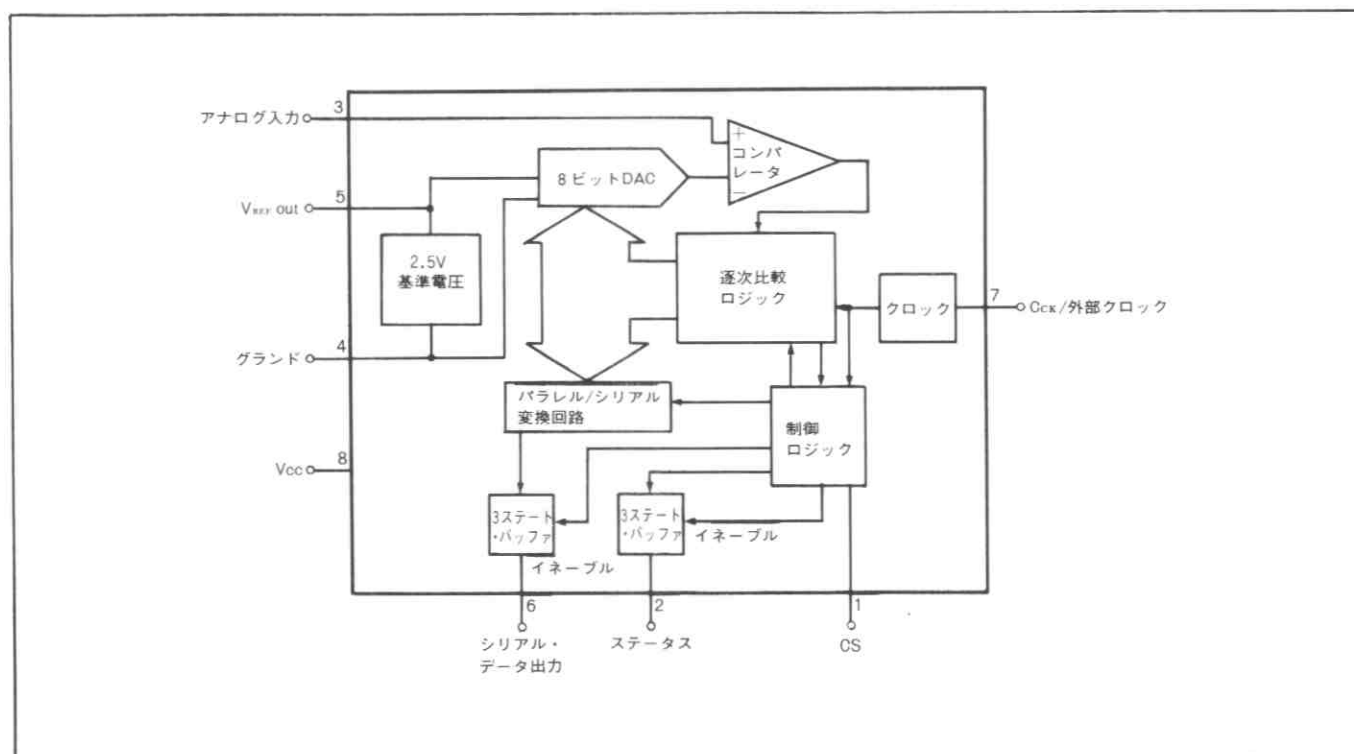 3
アナログ入力
コンパ
レータ
+
−
8ビットDAC
5
VREF out
2.5V
基準電圧
逐次比較
ロジック
クロック
7
CCK/外部クロック
4
グランド
パラレル/シリアル
変換回路
制御
ロジック
8
Vcc
3ステート
・バッファ
イネーブル
3ステート
・バッファ
イネーブル
6
シリアル・
データ出力
2
ステータス
1
CS